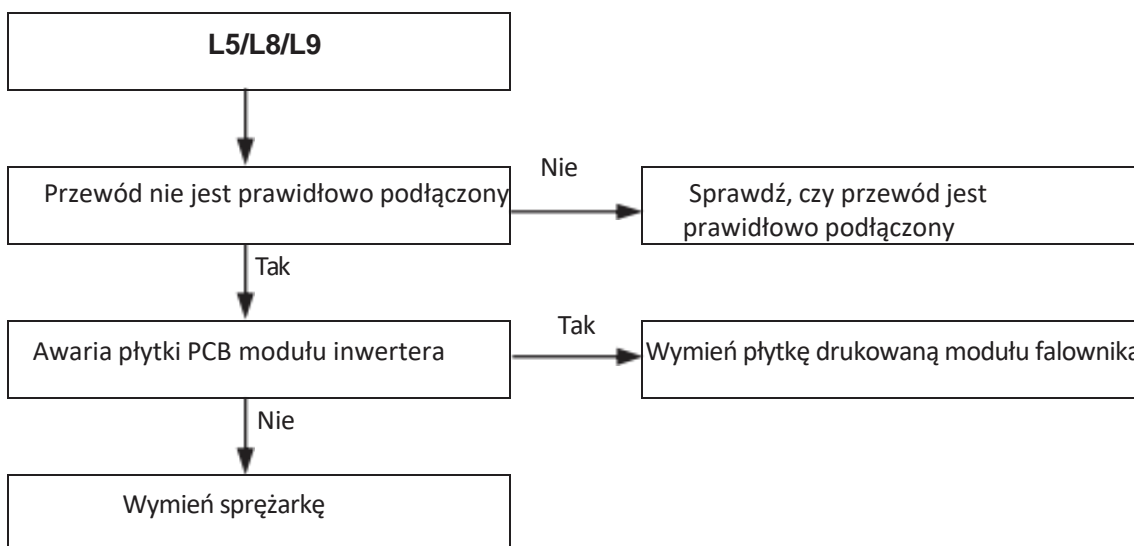 L5/L8/L9
Nie
Przewód nie jest prawidłowo podłączony
Sprawdź, czy przewód jest
prawidłowo podłączony
Tak
Tak
Awaria płytki PCB modułu inwertera
Wymień płytkę drukowaną modułu falownika
Nie
Wymień sprężarkę